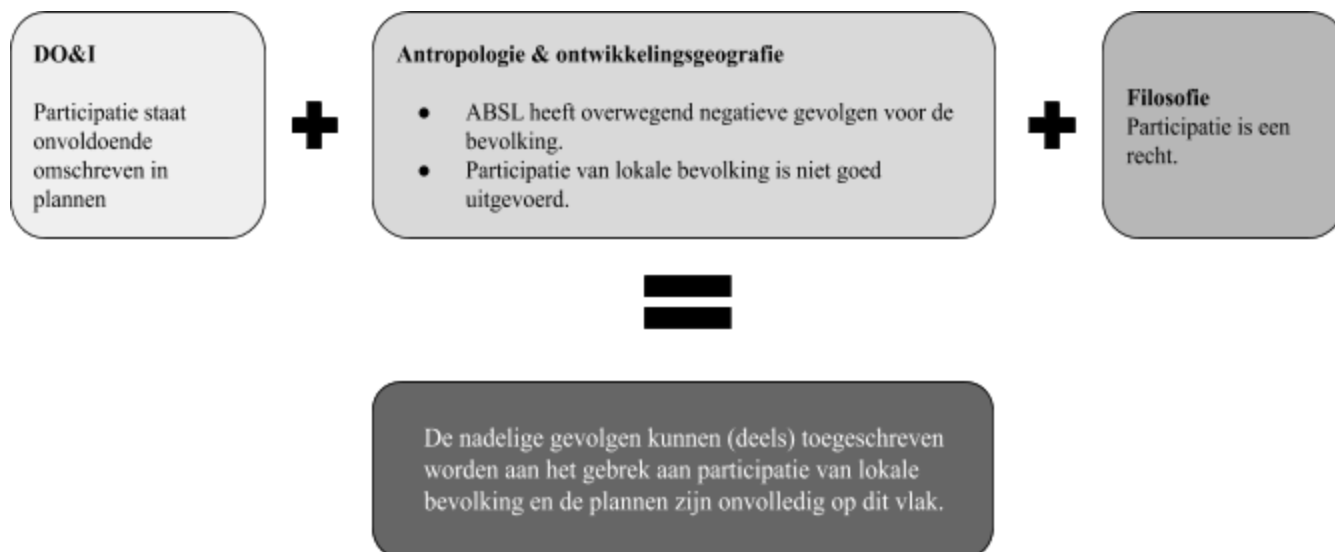 DO&I
Participatie staat
onvoldoende
omschreven in
plannen
Antropologie & ontwikkelingsgeografie
● ABSL heeft overwegend negatieve gevolgen voor de
bevolking.
● Participatie van lokale bevolking is niet goed
uitgevoerd.
Filosofie
Participatie is een
recht.
De nadelige gevolgen kunnen (deels) toegeschreven
worden aan het gebrek aan participatie van lokale
bevolking en de plannen zijn onvolledig op dit vlak.